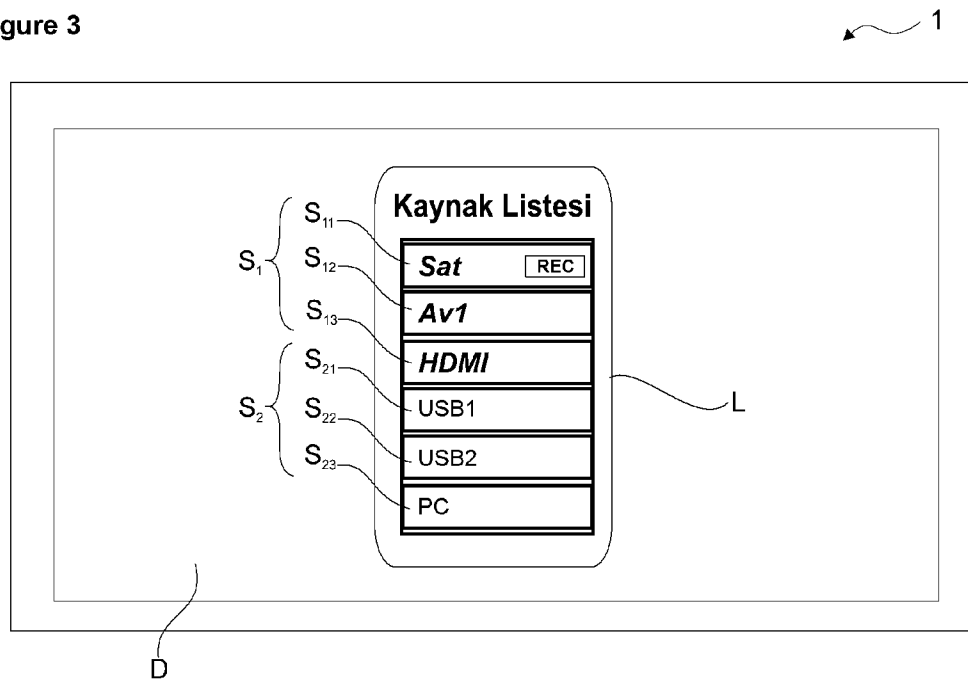 gure 3
1
Kaynak Listesi
S₁
S₁₁ Sat REC
S₁₂ Av1
S₁₃ HDMI
S₂
S₂₁ USB1
S₂₂ USB2
S₂₃ PC
L
D